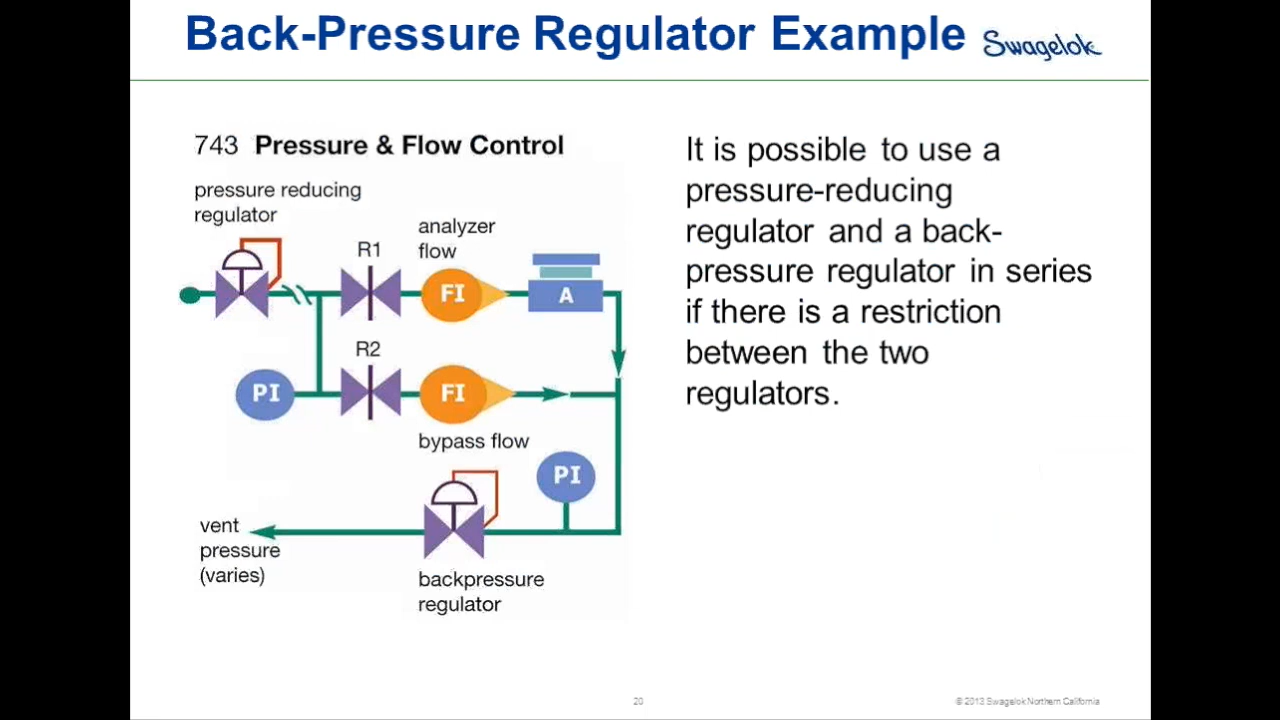 Back-Pressure Regulator Example
Swagelok
743 Pressure & Flow Control
pressure reducing
regulator
R1
analyzer
flow
FI
A
R2
PI
FI
bypass flow
PI
vent
pressure
(varies)
backpressure
regulator
It is possible to use a
pressure-reducing
regulator and a back-
pressure regulator in series
if there is a restriction
between the two
regulators.
20
© 2013 Swagelok Northern California